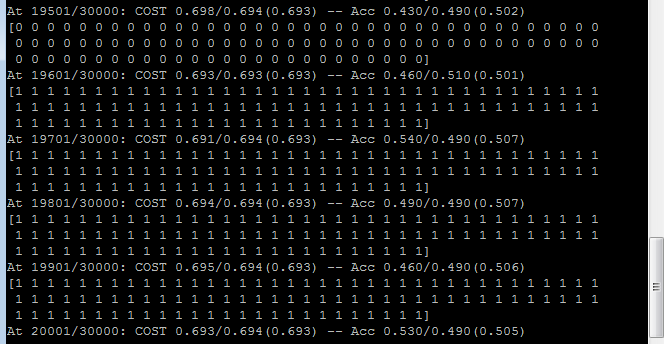 At 19501/30000: COST 0.698/0.694(0.693) -- Acc 0.430/0.490(0.502)
[0 0 0 0 0 0 0 0 0 0 0 0 0 0 0 0 0 0 0 0 0 0 0 0 0 0 0 0 0 0 0 0 0 0 0 0 0
0 0 0 0 0 0 0 0 0 0 0 0 0 0 0 0 0 0 0 0 0 0 0 0 0 0 0 0 0 0 0 0 0 0 0 0 0
0 0 0 0 0 0 0 0 0 0 0 0 0 0 0 0 0 0 0 0 0 0 0 0 0 0]
At 19601/30000: COST 0.693/0.693(0.693) -- Acc 0.460/0.510(0.501)
[1 1 1 1 1 1 1 1 1 1 1 1 1 1 1 1 1 1 1 1 1 1 1 1 1 1 1 1 1 1 1 1 1 1 1 1 1
1 1 1 1 1 1 1 1 1 1 1 1 1 1 1 1 1 1 1 1 1 1 1 1 1 1 1 1 1 1 1 1 1 1 1 1 1
1 1 1 1 1 1 1 1 1 1 1 1 1 1 1 1 1 1 1 1 1 1 1 1 1 1]
At 19701/30000: COST 0.691/0.694(0.693) -- Acc 0.540/0.490(0.507)
[1 1 1 1 1 1 1 1 1 1 1 1 1 1 1 1 1 1 1 1 1 1 1 1 1 1 1 1 1 1 1 1 1 1 1 1 1
1 1 1 1 1 1 1 1 1 1 1 1 1 1 1 1 1 1 1 1 1 1 1 1 1 1 1 1 1 1 1 1 1 1 1 1 1
1 1 1 1 1 1 1 1 1 1 1 1 1 1 1 1 1 1 1 1 1 1 1 1 1 1]
At 19801/30000: COST 0.694/0.694(0.693) -- Acc 0.490/0.490(0.507)
[1 1 1 1 1 1 1 1 1 1 1 1 1 1 1 1 1 1 1 1 1 1 1 1 1 1 1 1 1 1 1 1 1 1 1 1 1
1 1 1 1 1 1 1 1 1 1 1 1 1 1 1 1 1 1 1 1 1 1 1 1 1 1 1 1 1 1 1 1 1 1 1 1 1
1 1 1 1 1 1 1 1 1 1 1 1 1 1 1 1 1 1 1 1 1 1 1 1 1 1]
At 19901/30000: COST 0.695/0.694(0.693) -- Acc 0.460/0.490(0.506)
[1 1 1 1 1 1 1 1 1 1 1 1 1 1 1 1 1 1 1 1 1 1 1 1 1 1 1 1 1 1 1 1 1 1 1 1 1
1 1 1 1 1 1 1 1 1 1 1 1 1 1 1 1 1 1 1 1 1 1 1 1 1 1 1 1 1 1 1 1 1 1 1 1 1
1 1 1 1 1 1 1 1 1 1 1 1 1 1 1 1 1 1 1 1 1 1 1 1 1 1]
At 20001/30000: COST 0.693/0.694(0.693) -- Acc 0.530/0.490(0.505)